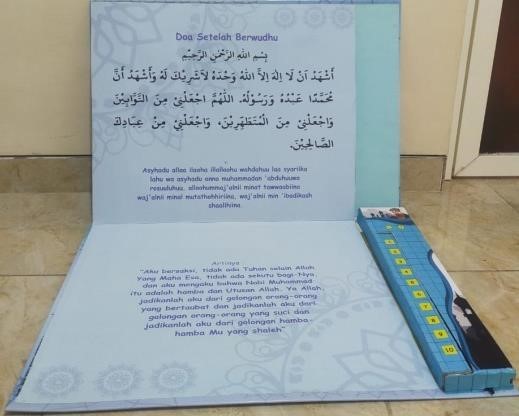 Doa Setelah Berwudhu
بِسْمِ اللهِ الرَّحْمٰنِ الرَّحِيْمِ
أَشْهَدُ اَنْ لَا اِلٰهَ اِلاَّ اللهُ وَحْدَهُ لَاشَرِيْكَ لَهُ وَأَشْهَدُ أَنَّ
مُحَمَّدًا عَبْدُهُ وَرَسُوْلُهُ. اَللّٰهُمَّ اجْعَلْنِيْ مِنَ التَّوَّابِيْنَ
وَاجْعَلْنِيْ مِنَ الْمُتَطَهِّرِيْنَ، وَاجْعَلْنِيْ مِنْ عِبَادِكَ
الصَّالِحِيْنَ.
Asyhadu allaa ilaaha illallaahu wahdahuu laa syariika
lahu wa asyhadu anna muhammadan 'abduhuuwa
rasuuluhuu, allaahummaj'alnii minat tawwaabiina
waj'alnii minal mutathahhiriina, waj'alnii min 'ibadikash
shaalihiina.
Artinya :
"Aku bersaksi, tidak ada Tuhan selain Allah
Yang Maha Esa, tidak ada sekutu bagi-Nya,
dan aku mengaku bahwa Nabi Muhammad
itu adalah hamba dan Utusan Allah. Ya Allah,
jadikanlah aku dari golongan orang-orang
yang bertaubat dan jadikanlah aku dari
golongan orang-orang yang suci dan
jadikanlah aku dari golongan hamba-
hamba Mu yang shaleh"
1
2
3
4
5
6
7
8
9
10